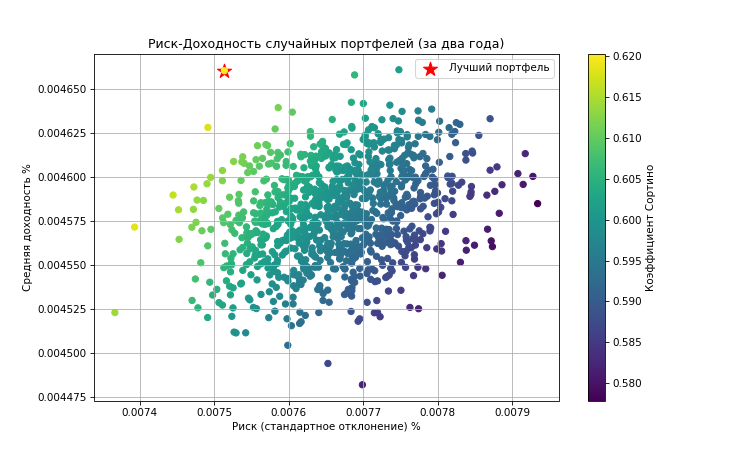 Риск-Доходность случайных портфелей (за два года)
Лучший портфель
Средняя доходность %
0.004650
0.004625
0.004600
0.004575
0.004550
0.004525
0.004500
0.004475
0.0074 0.0075 0.0076 0.0077 0.0078 0.0079
Риск (стандартное отклонение) %
0.620
0.615
0.610
0.605
0.600
0.595
0.590
0.585
0.580
Коэффициент Сортино